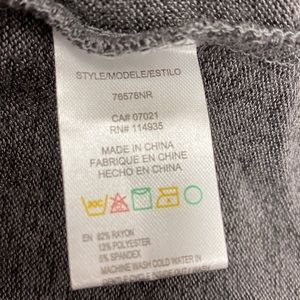 STYLE/MODELE/ESTILO
76578NR
CA# 07021
RN# 114935
MADE IN CHINA
FABRIQUE EN CHINE
HECHO EN CHINA
EN 82% RAYON
13% POLYESTER
5% SPANDEX
MACHINE WASH COLD WATER IN